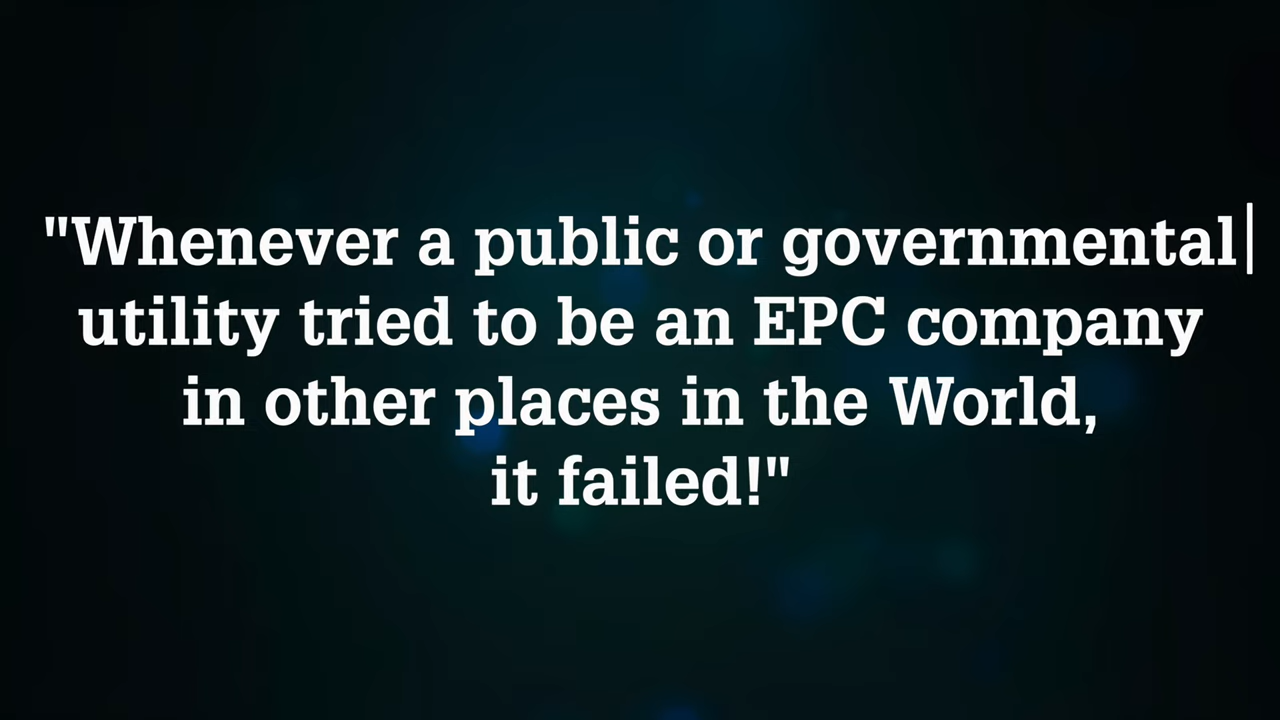 "Whenever a public or governmental
utility tried to be an EPC company
in other places in the World,
it failed!"